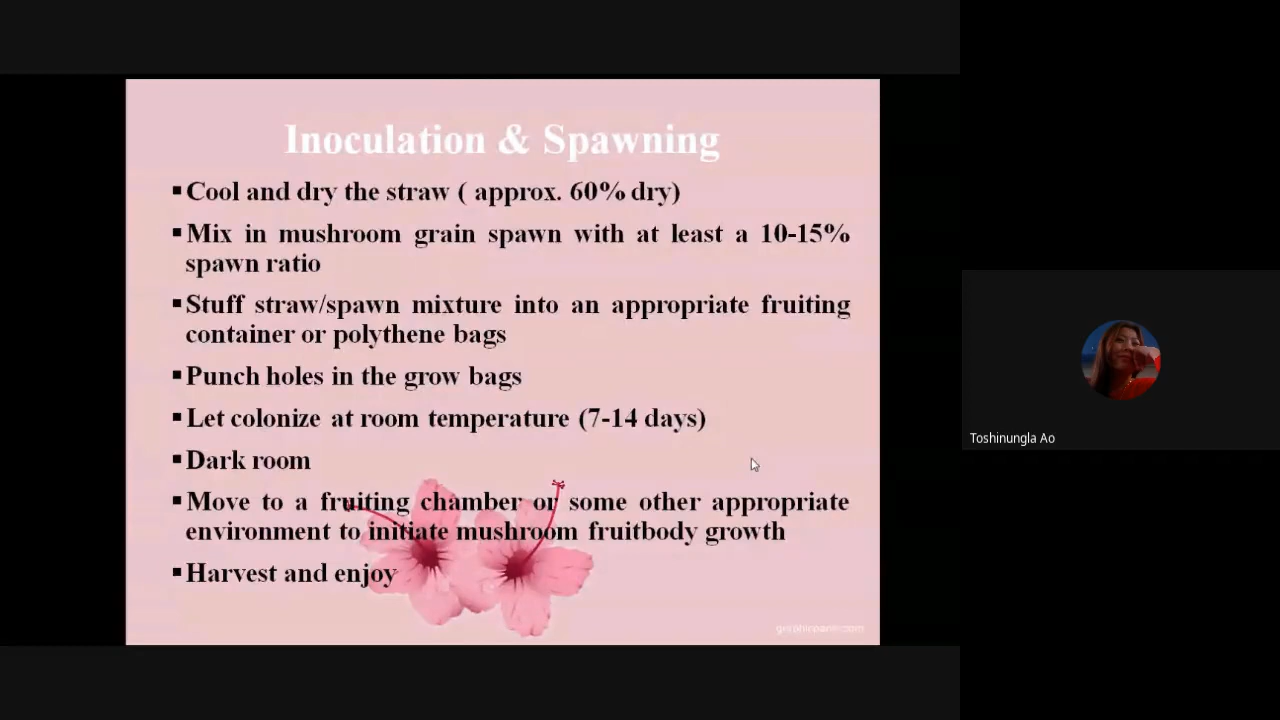 Inoculation & Spawning
▪Cool and dry the straw ( approx. 60% dry)
▪Mix in mushroom grain spawn with at least a 10-15%
spawn ratio
▪Stuff straw/spawn mixture into an appropriate fruiting
container or polythene bags
▪Punch holes in the grow bags
▪Let colonize at room temperature (7-14 days)
▪Dark room
▪Move to a fruiting chamber or some other appropriate
environment to initiate mushroom fruitbody growth
▪Harvest and enjoy
Toshinungla Ao